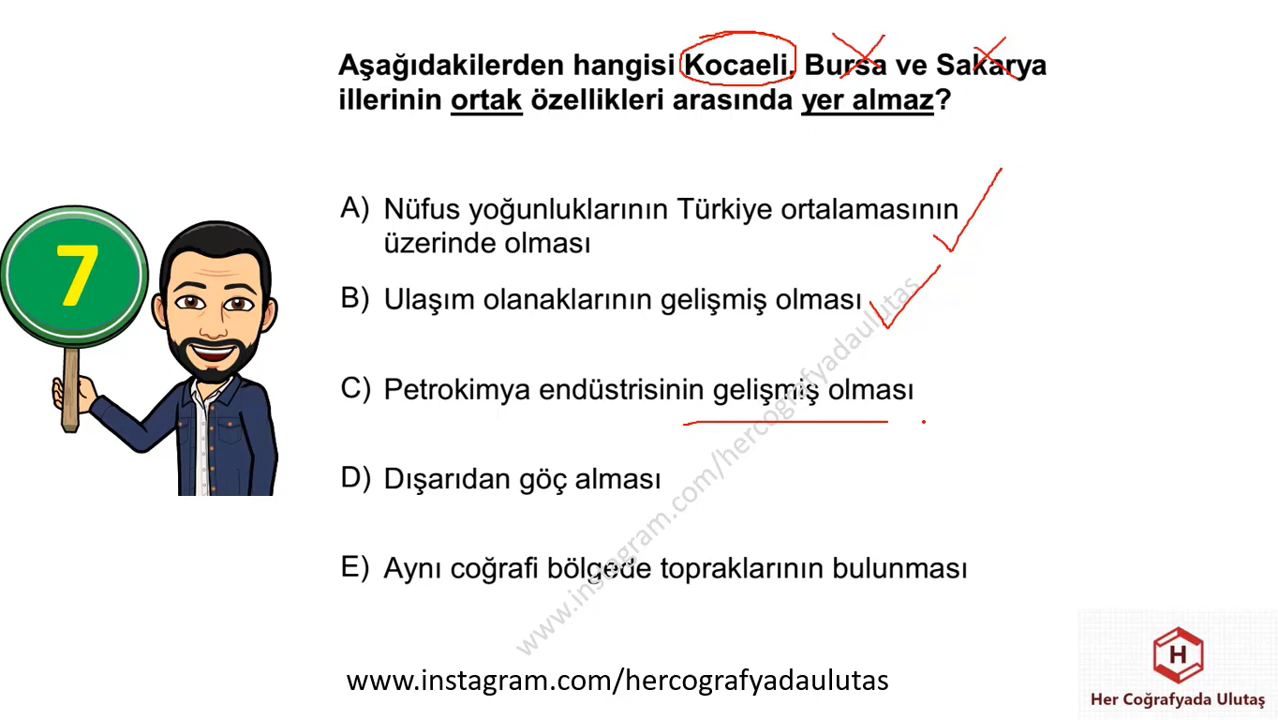 Aşağıdakilerden hangisi Kocaeli, Bursa ve Sakarya
illerinin ortak özellikleri arasında yer almaz?
7
A) Nüfus yoğunluklarının Türkiye ortalamasının
üzerinde olması
B) Ulaşım olanaklarının gelişmiş olması
C) Petrokimya endüstrisinin gelişmiş olması
D) Dışarıdan göç alması
E) Aynı coğrafi bölgede topraklarının bulunması
www.instagram.com/hercografyadaulutas
www.instagram.com/hercografyadaulutas
H
Her Coğrafyada Ulutaş